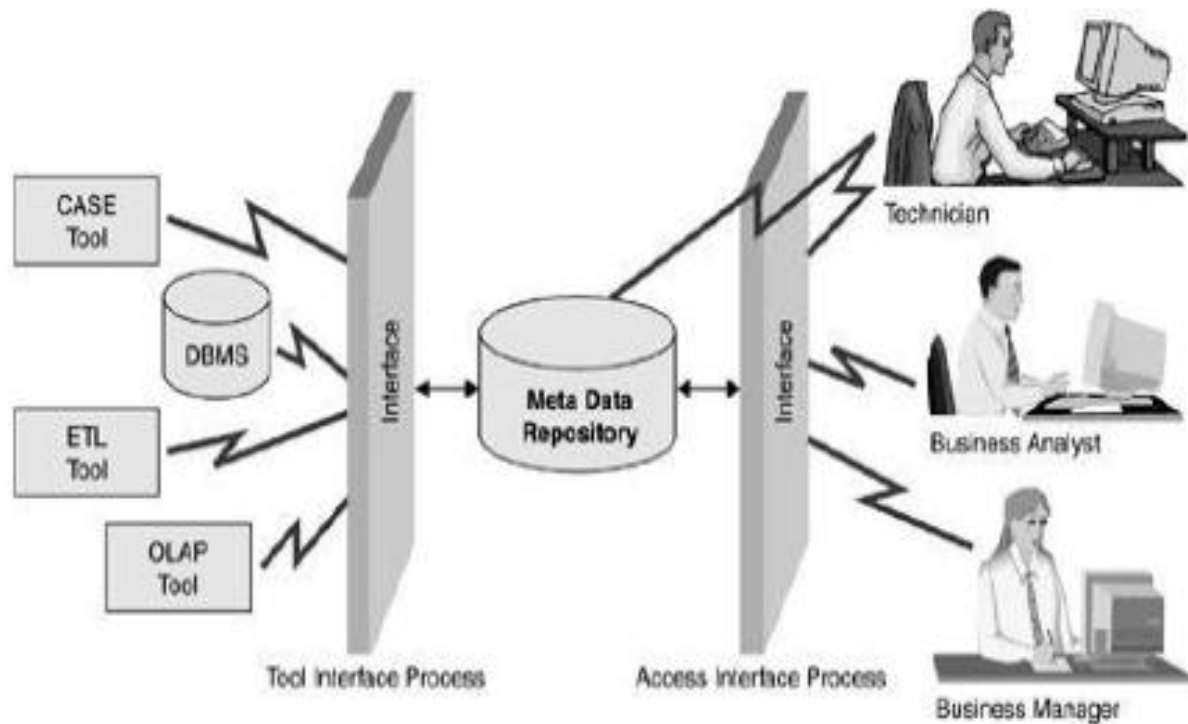 CASE
Tool
DBMS
ETL
Tool
OLAP
Tool
Interface
Tool Interface Process
Meta Data
Repository
Interface
Access Interface Process
Technician
Business Analyst
Business Manager